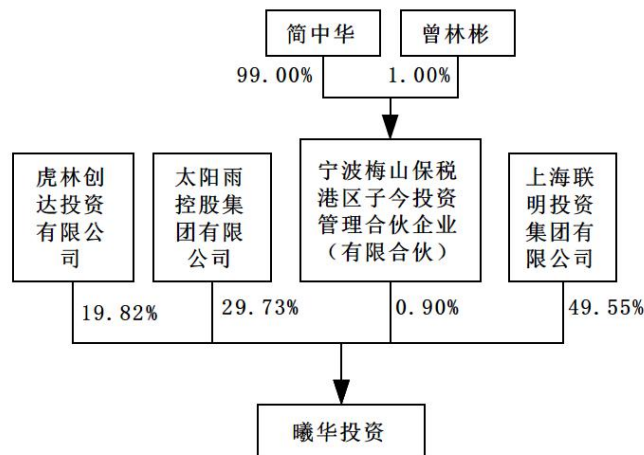 简中华
曾林彬
99.00%
1.00%
虎林创
达投资
有限公
司
太阳雨
控股集
团有限
公司
宁波梅山保税
港区子今投资
管理合伙企业
（有限合伙）
上海联
明投资
集团有
限公司
19.82%
29.73%
0.90%
49.55%
曦华投资